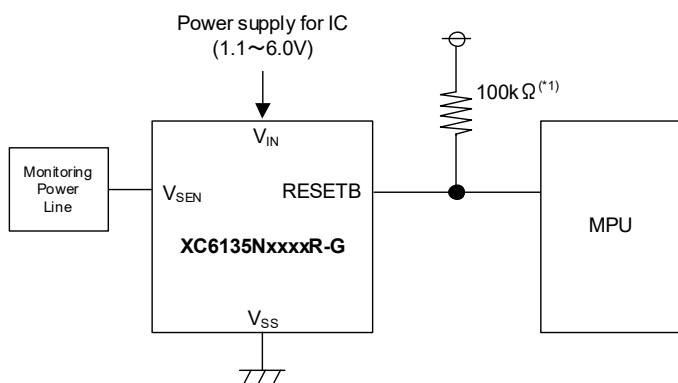 Power supply for IC
(1.1～6.0V)
100kΩ(*1)
VIN
Monitoring
Power
Line
VSEN
RESETB
MPU
XC6135NxxxxR-G
VSS